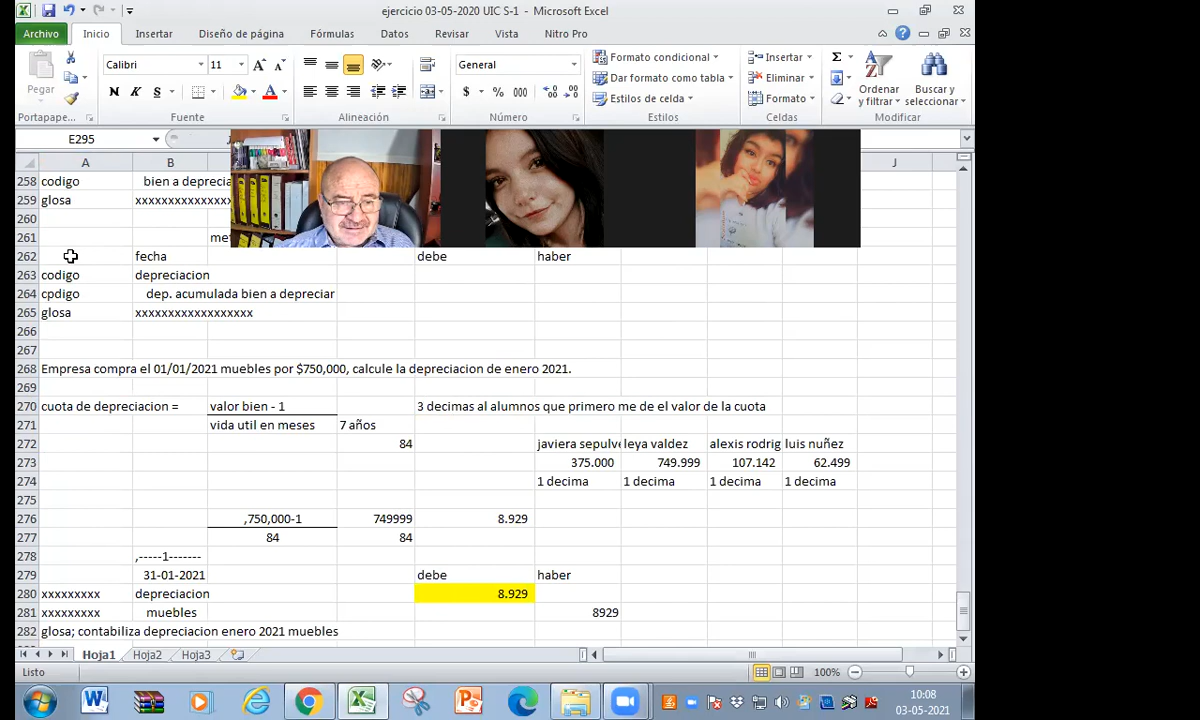 ejercicio 03-05-2020 UIC S-1 - Microsoft Excel
Archivo Inicio Insertar Diseño de página Fórmulas Datos Revisar Vista Nitro Pro
Pegar
Calibri 11
N K S
General
$ % 000
Formato condicional
Dar formato como tabla
Estilos de celda
Insertar
Eliminar
Formato
Ordenar y filtrar
Buscar y seleccionar
Portapape... Fuente Alineación Número Estilos Celdas Modificar
E295
A B J
258 codigo bien a deprecia
259 glosa xxxxxxxxxxxxxxx
260
261 me
262 fecha debe haber
263 codigo depreciacion
264 cpdigo dep. acumulada bien a depreciar
265 glosa xxxxxxxxxxxxxxxxxx
266
267
268 Empresa compra el 01/01/2021 muebles por $750,000, calcule la depreciacion de enero 2021.
269
270 cuota de depreciacion = valor bien - 1 3 decimas al alumnos que primero me de el valor de la cuota
271 vida util en meses 7 años
272 84 javiera sepulve leya valdez alexis rodrig luis nuñez
273 375.000 749.999 107.142 62.499
274 1 decima 1 decima 1 decima 1 decima
275
276 ,750,000-1 749999 8.929
277 84 84
278 ,-----1-------
279 31-01-2021 debe haber
280 xxxxxxxxx depreciacion 8.929
281 xxxxxxxxx muebles 8929
282 glosa; contabiliza depreciacion enero 2021 muebles
Hoja1 Hoja2 Hoja3
Listo 100%
10:08
03-05-2021